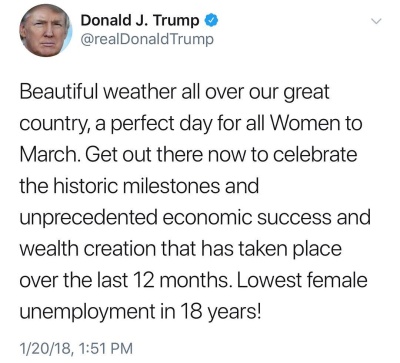 Donald J. Trump
@realDonaldTrump
Beautiful weather all over our great
country, a perfect day for all Women to
March. Get out there now to celebrate
the historic milestones and
unprecedented economic success and
wealth creation that has taken place
over the last 12 months. Lowest female
unemployment in 18 years!
1/20/18, 1:51 PM